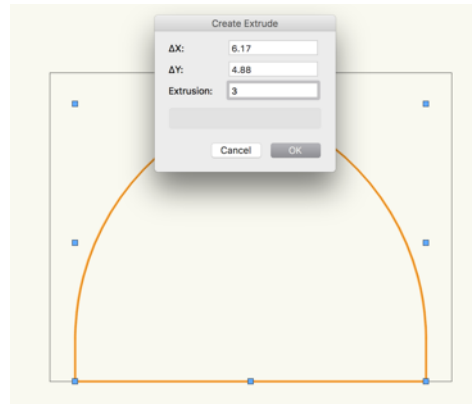 Create Extrude
ΔX: 6.17
ΔY: 4.88
Extrusion: 3
Cancel OK